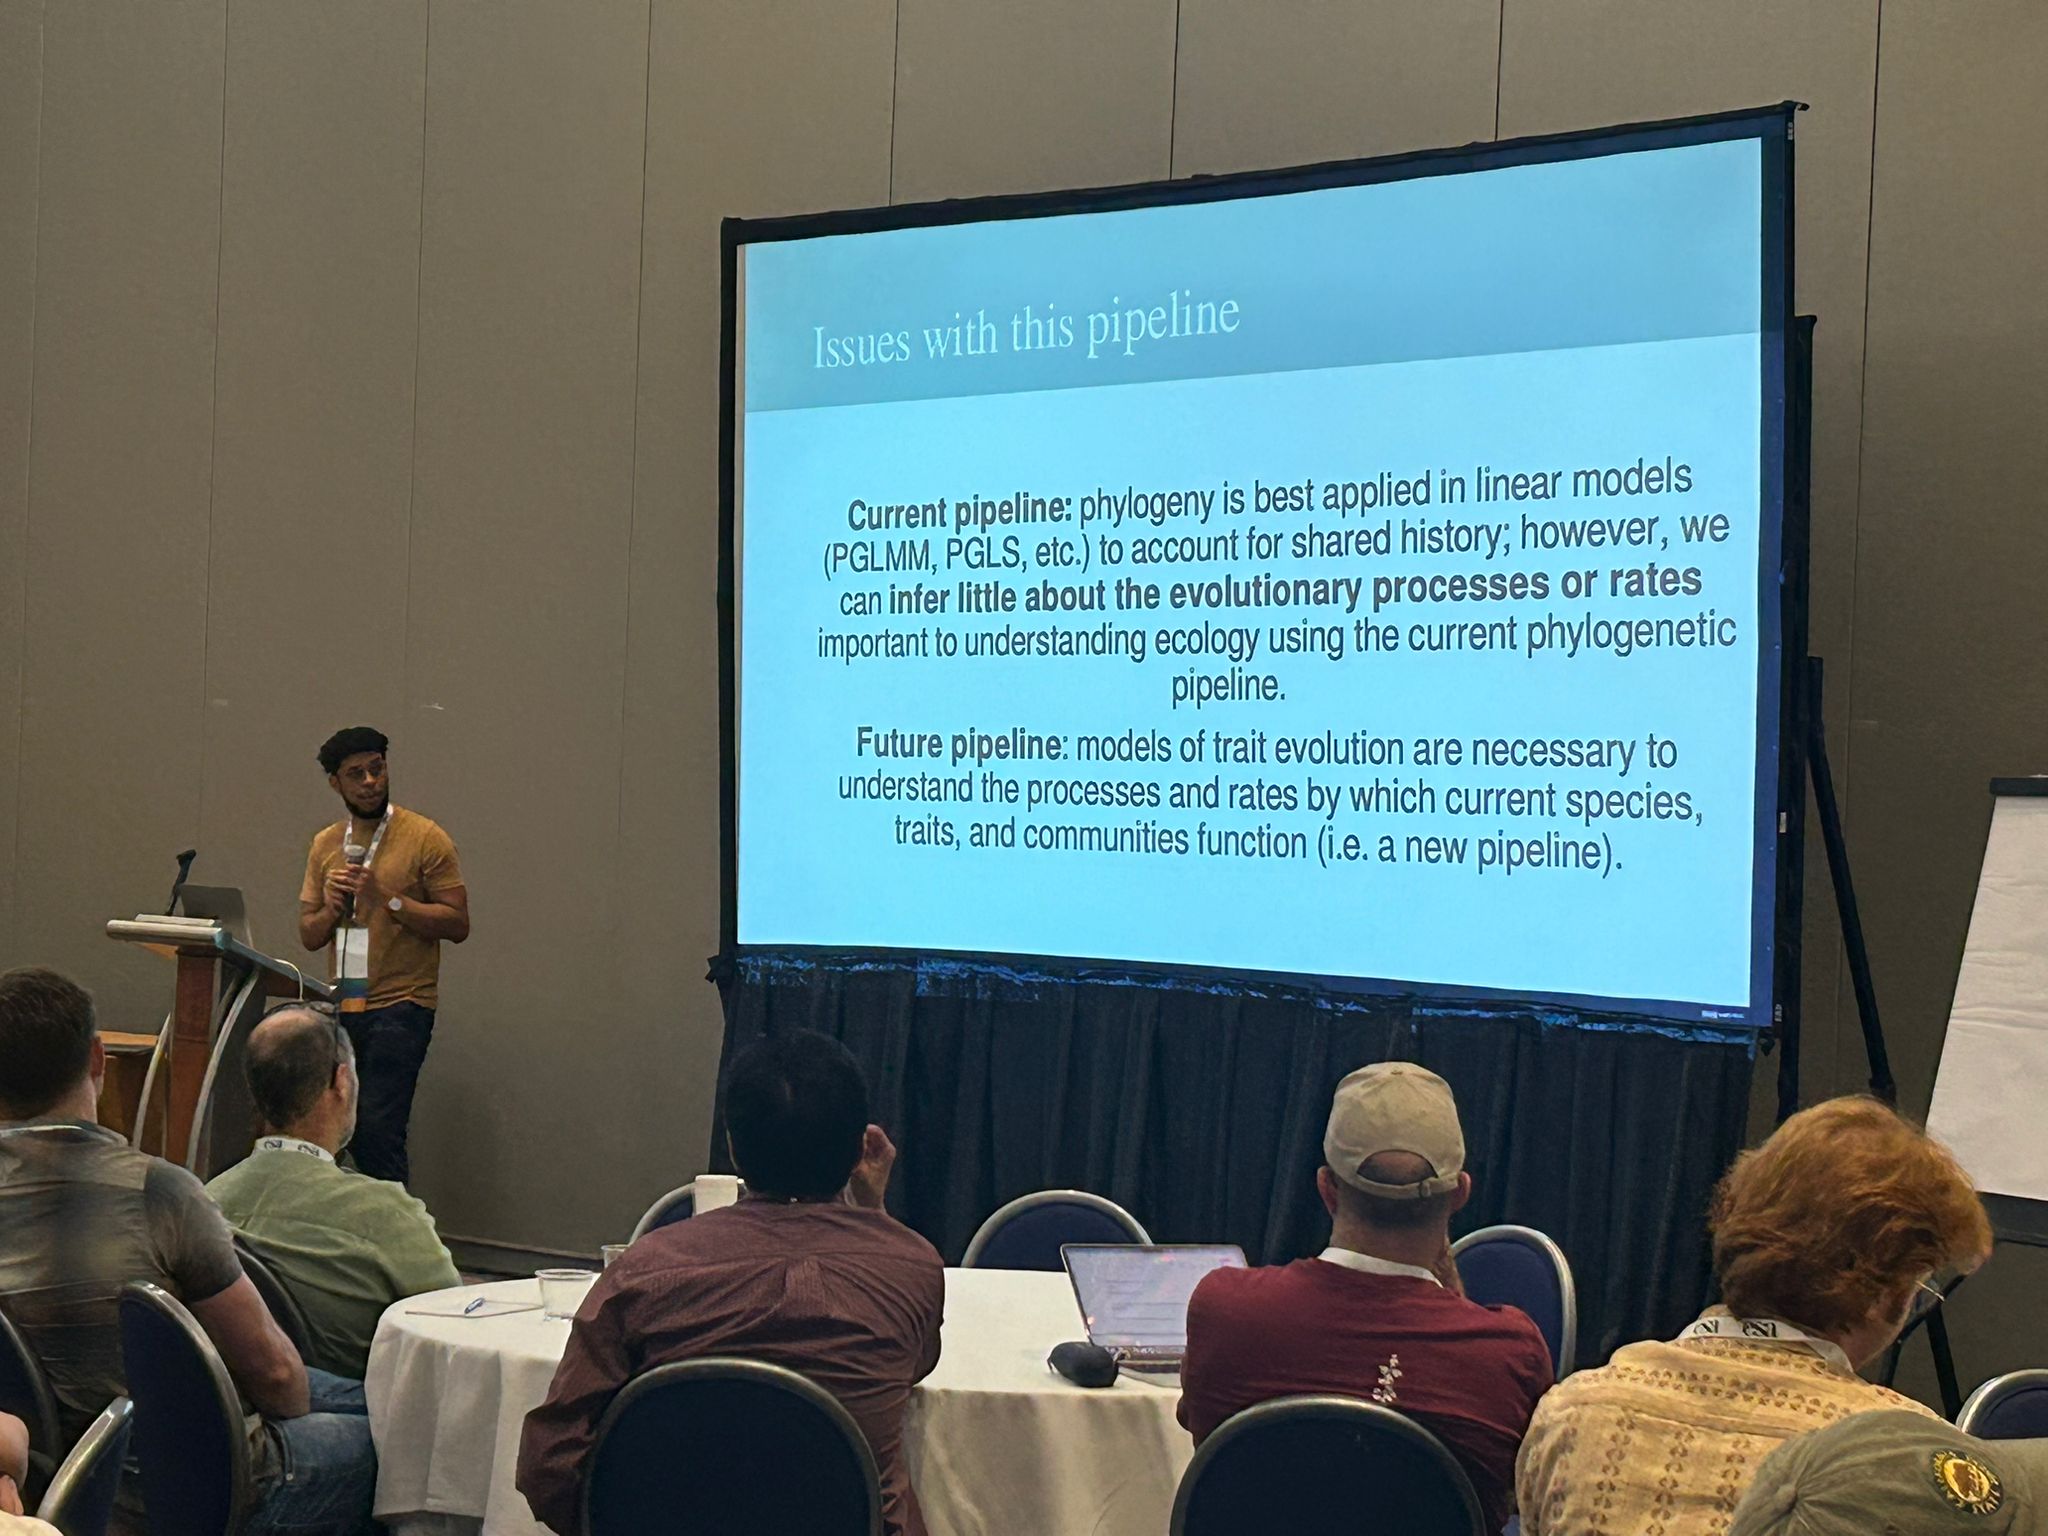 Issues with this pipeline
Current pipeline: phylogeny is best applied in linear models
(PGLMM, PGLS, etc.) to account for shared history; however, we
can infer little about the evolutionary processes or rates
important to understanding ecology using the current phylogenetic
pipeline.
Future pipeline: models of trait evolution are necessary to
understand the processes and rates by which current species,
traits, and communities function (i.e. a new pipeline).
esa